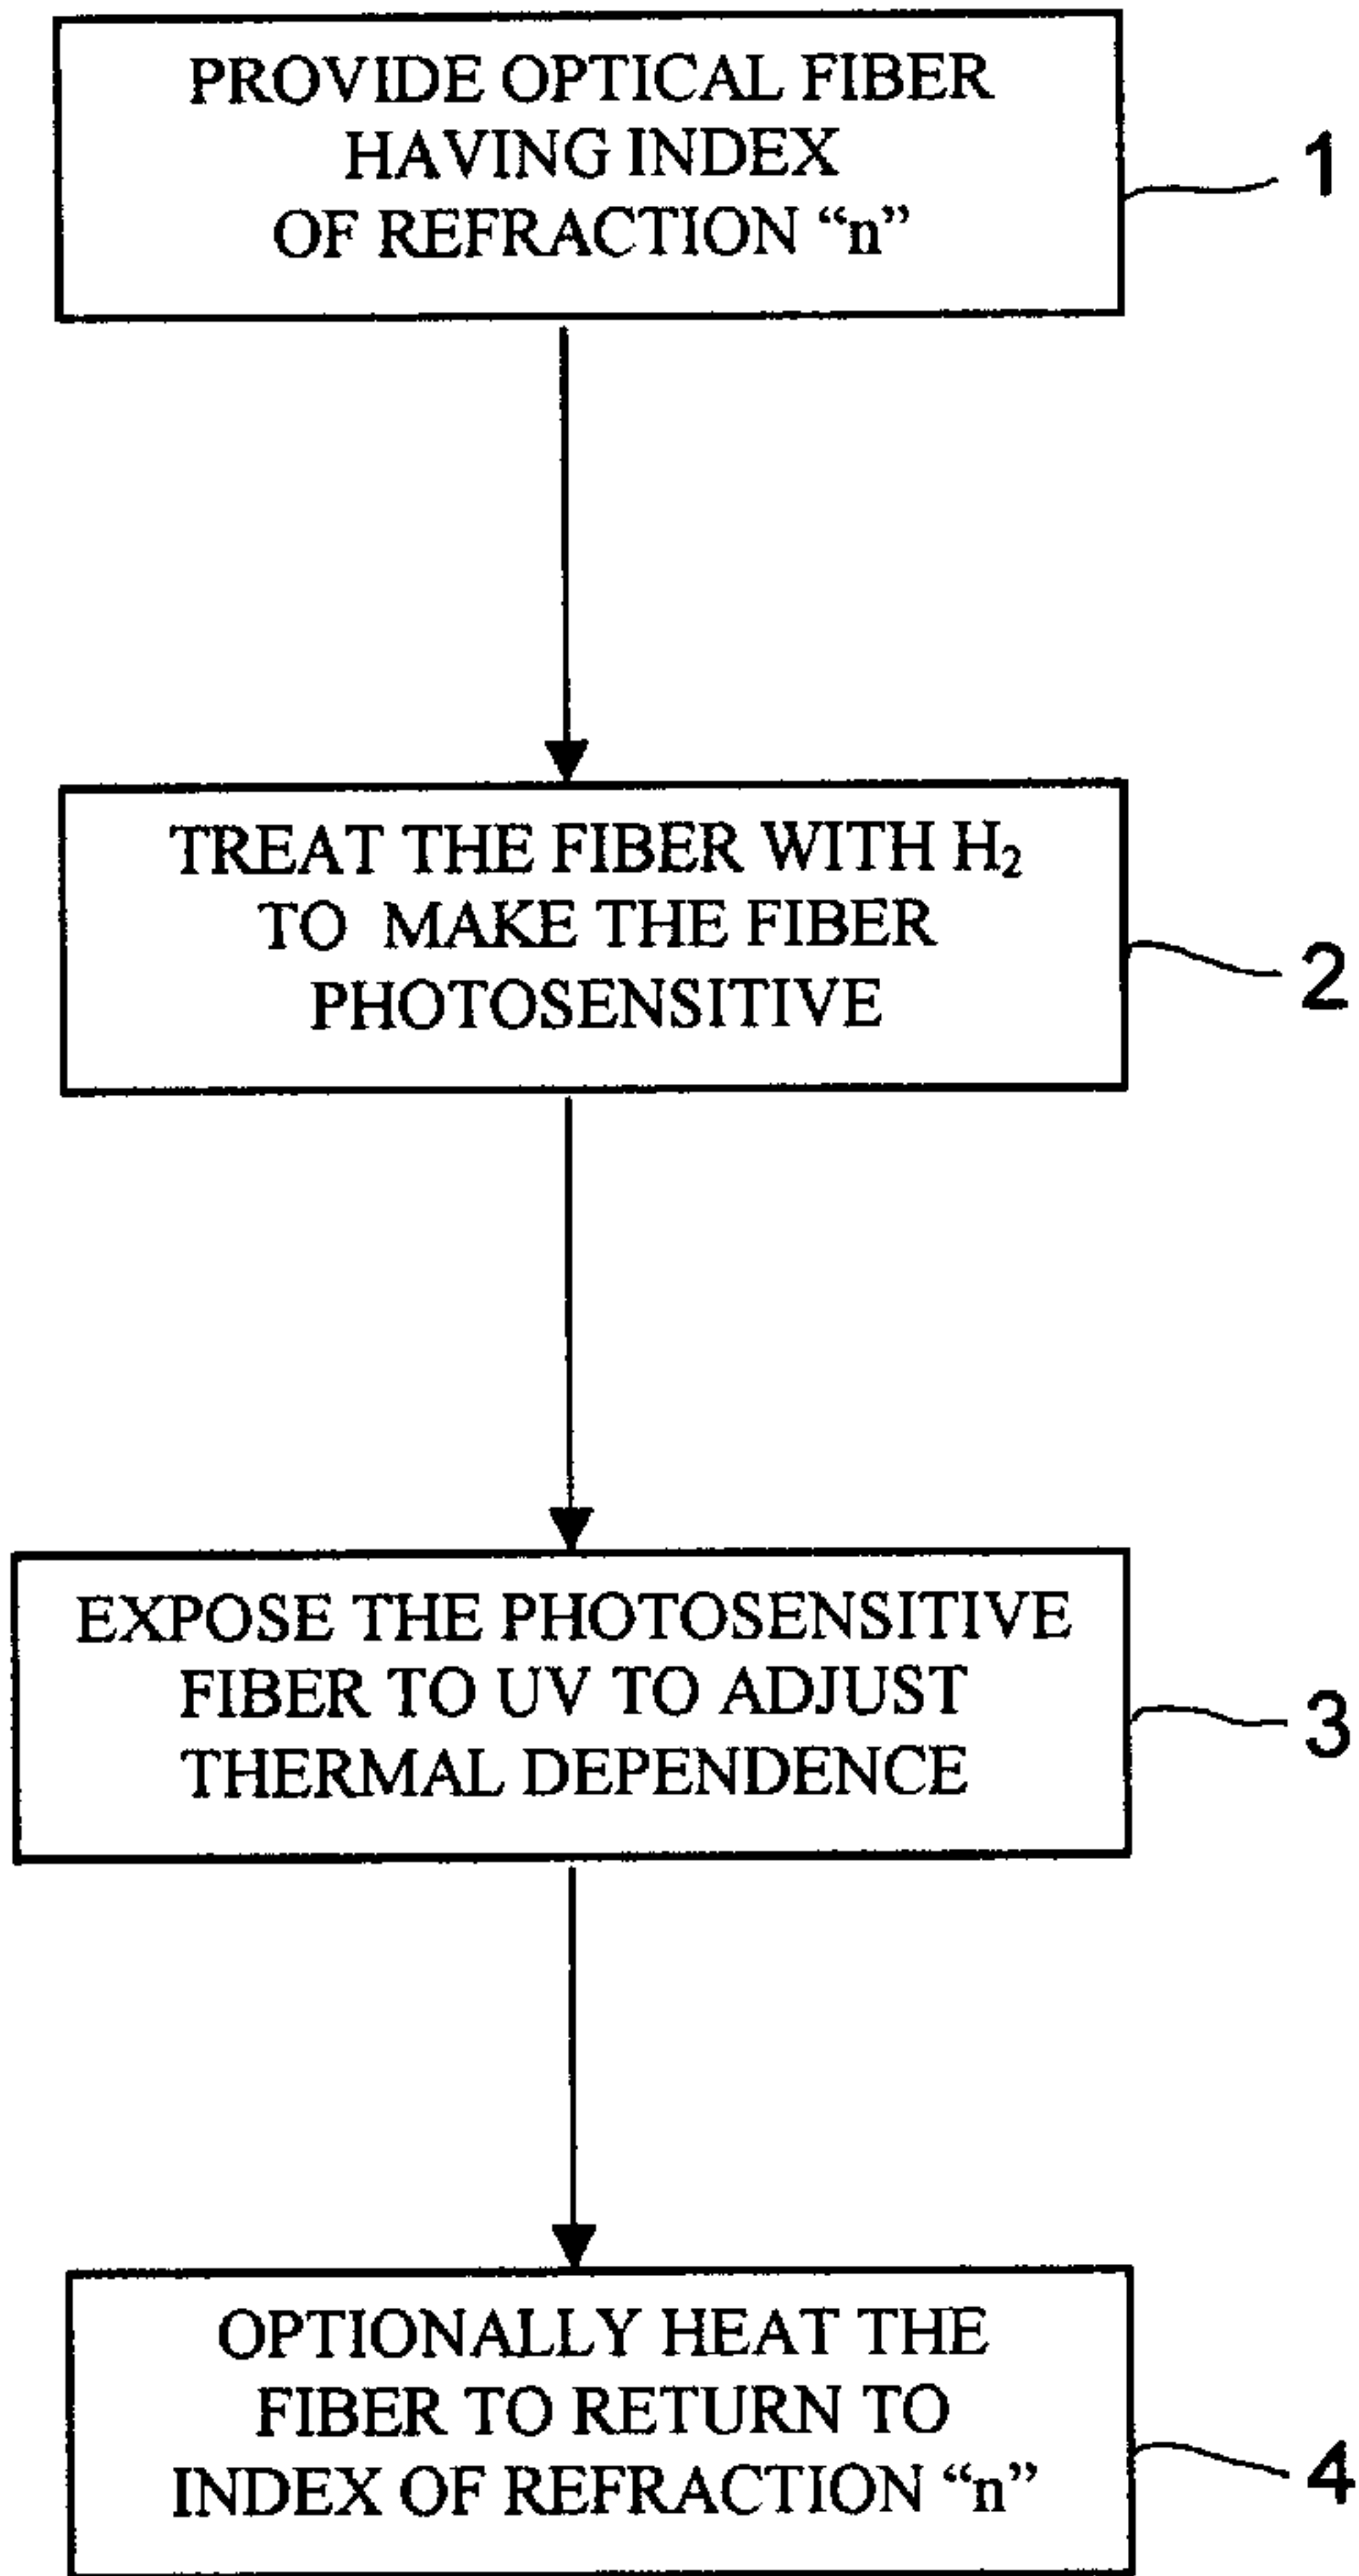 PROVIDE OPTICAL FIBER
HAVING INDEX
OF REFRACTION “n”
1
TREAT THE FIBER WITH H₂
TO MAKE THE FIBER
PHOTOSENSITIVE
2
EXPOSE THE PHOTOSENSITIVE
FIBER TO UV TO ADJUST
THERMAL DEPENDENCE
3
OPTIONALLY HEAT THE
FIBER TO RETURN TO
INDEX OF REFRACTION “n”
4